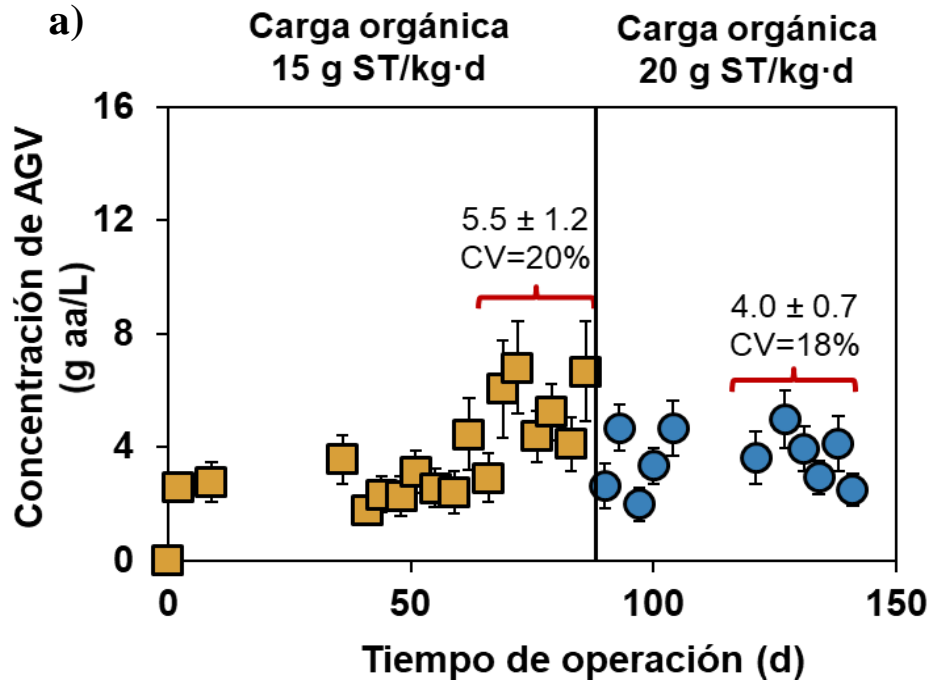 a)
Carga orgánica
15 g ST/kg·d
Carga orgánica
20 g ST/kg·d
Concentración de AGV
(g aa/L)
16
12
8
4
0
5.5 ± 1.2
CV=20%
4.0 ± 0.7
CV=18%
0
50
100
150
Tiempo de operación (d)